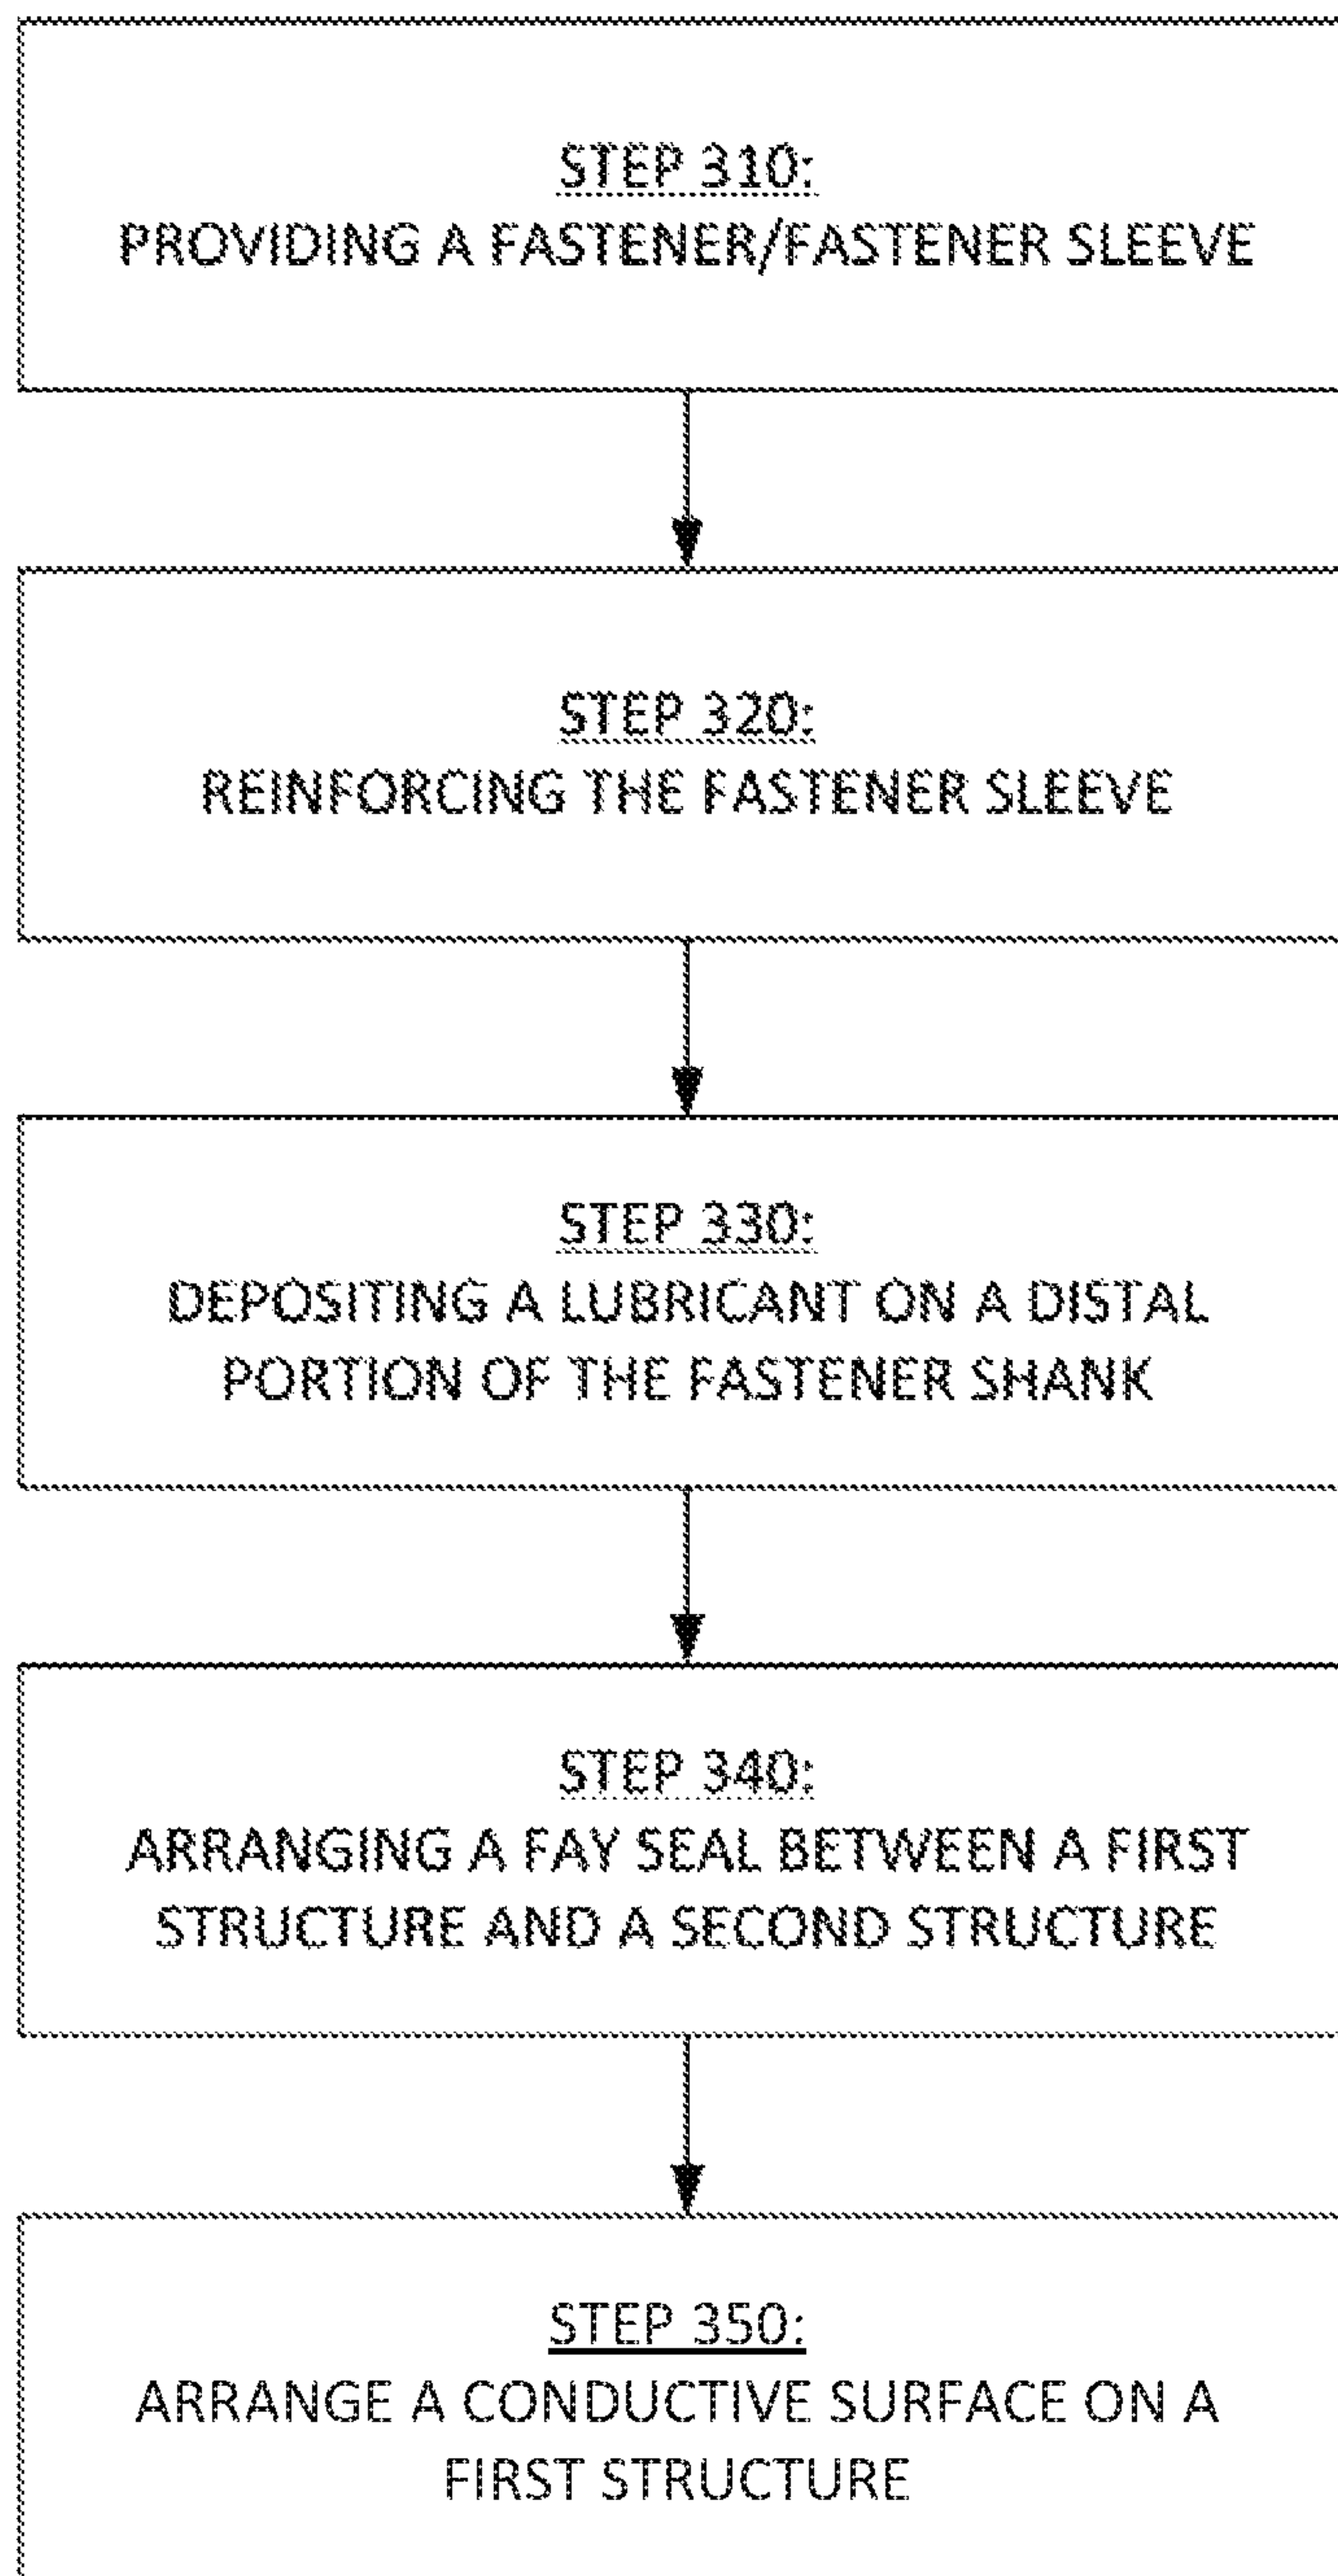 STEP 310:
PROVIDING A FASTENER/FASTENER SLEEVE
STEP 320:
REINFORCING THE FASTENER SLEEVE
STEP 330:
DEPOSITING A LUBRICANT ON A DISTAL
PORTION OF THE FASTENER SHANK
STEP 340:
ARRANGING A FAY SEAL BETWEEN A FIRST
STRUCTURE AND A SECOND STRUCTURE
STEP 350:
ARRANGE A CONDUCTIVE SURFACE ON A
FIRST STRUCTURE